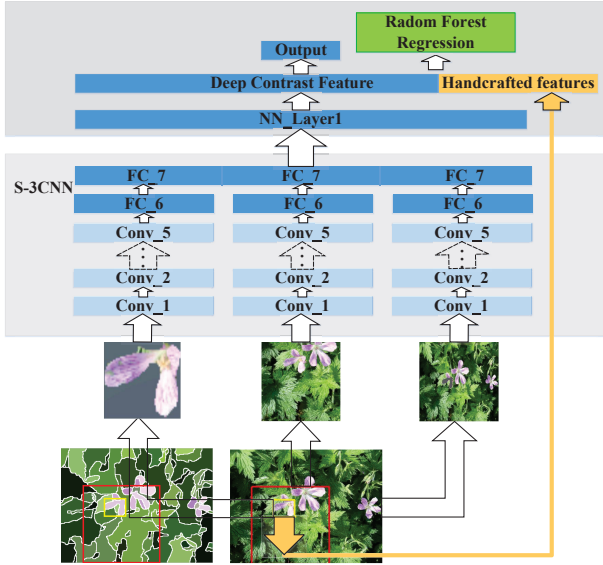 Radom Forest
Regression
Output
Deep Contrast Feature
Handcrafted features
NN_Layer1
S-3CNN
FC_7 FC_7 FC_7
FC_6 FC_6 FC_6
Conv_5 Conv_5 Conv_5
Conv_2 Conv_2 Conv_2
Conv_1 Conv_1 Conv_1